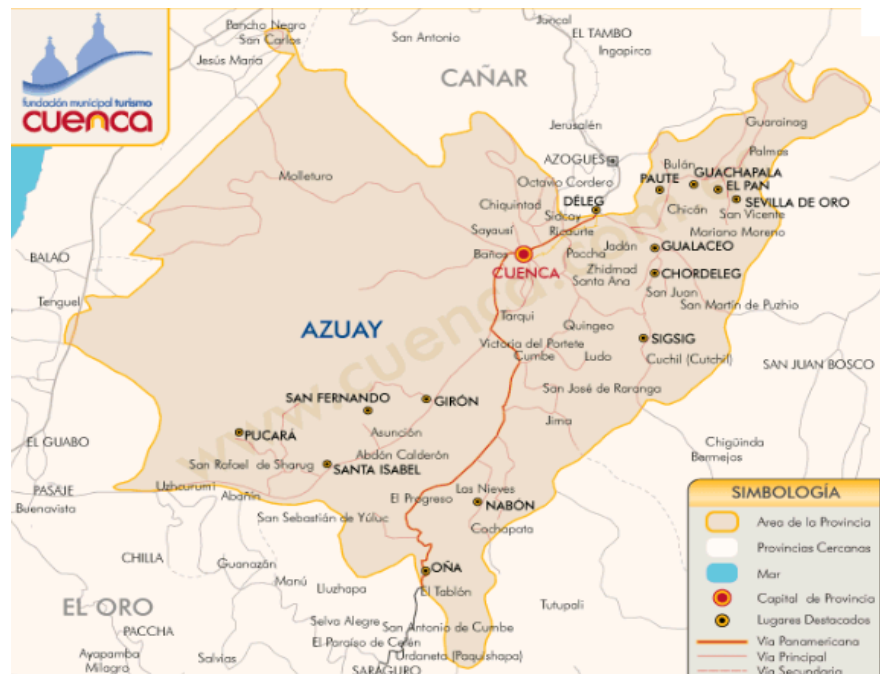 fundación municipal turismo
cuenca
Pancho Negro
San Carlos
Jesús María
San Antonio
Juncal
EL TAMBO
Ingapirca
CAÑAR
Jerusalén
Guarainag
Palmas
AZOGUES
Bulán
GUACHAPALA
PAUTE
EL PAN
SEVILLA DE ORO
Octavio Cordero
Molleturo
Chiquintad
DÉLEG
Sidcay
Chicán
San Vicente
Mariano Moreno
Sayausí
Ricaurte
Baños
Paccha
Jadán
GUALACEO
CUENCA
Zhidmad
CHORDELEG
Santa Ana
San Juan
San Martín de Puzhio
BALAO
Tenguel
AZUAY
Tarqui
Quingeo
Victoria del Portete
SIGSIG
Cumbe
Ludo
Cuchil (Cutchil)
SAN JUAN BOSCO
San José de Raranga
SAN FERNANDO
GIRÓN
Jima
PUCARÁ
Asunción
EL GUABO
Abdón Calderón
San Rafael de Sharug
SANTA ISABEL
Chigüinda
Bermejos
PASAJE
Buenavista
Uzhcurumi
Abañín
El Progreso
Las Nieves
NABÓN
San Sebastián de Yúluc
Cochapata
CHILLA
Guanazán
Manú
Lluzhapa
OÑA
El Tablón
Tutupali
EL ORO
PACCHA
Selva Alegre
San Antonio de Cumbe
El Paraíso de Celén
Urdaneta (Paquishapa)
Ayapamba
Milagro
Salvias
SARAGURO
www.cuenca.com
SIMBOLOGÍA
Area de la Provincia
Provincias Cercanas
Mar
Capital de Provincia
Lugares Destacados
Vía Panamericana
Vía Principal
Vía Secundaria